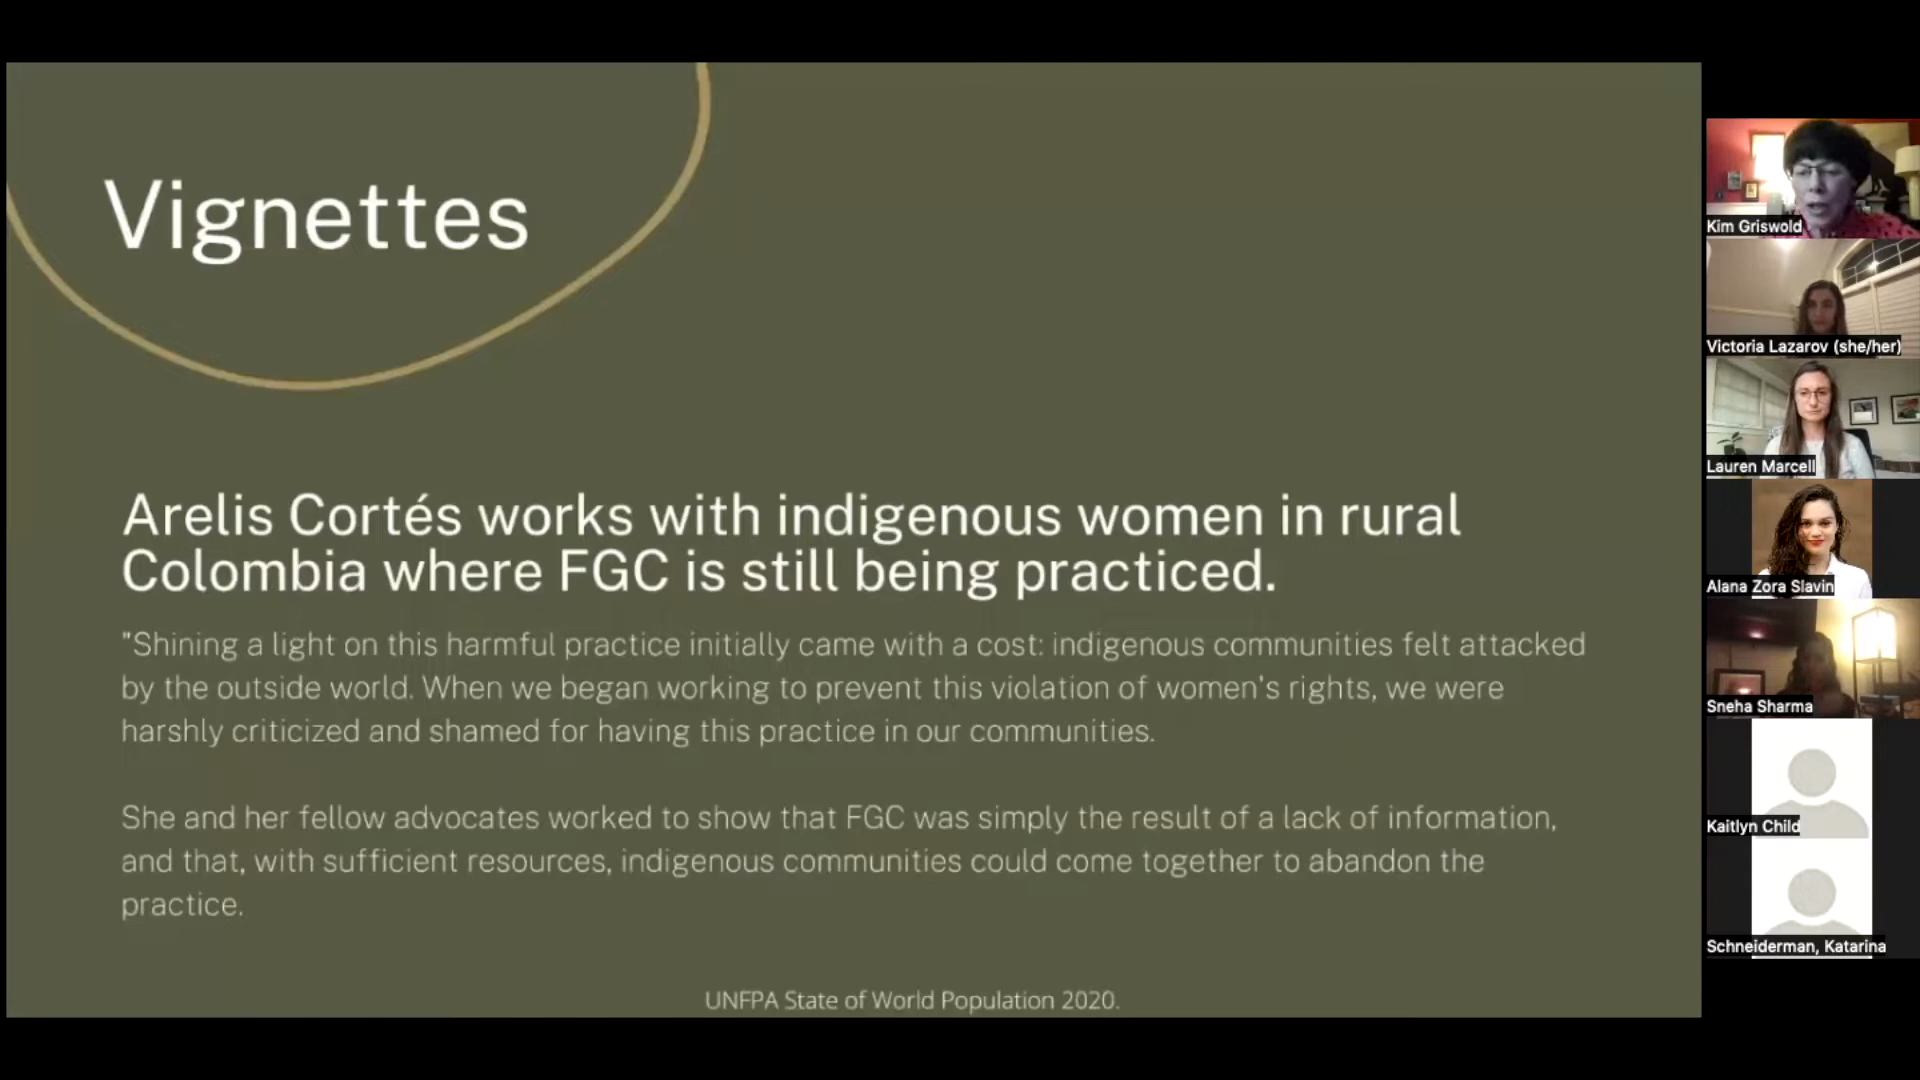 Vignettes
Arelis Cortés works with indigenous women in rural
Colombia where FGC is still being practiced.
"Shining a light on this harmful practice initially came with a cost: indigenous communities felt attacked
by the outside world. When we began working to prevent this violation of women's rights, we were
harshly criticized and shamed for having this practice in our communities.
She and her fellow advocates worked to show that FGC was simply the result of a lack of information,
and that, with sufficient resources, indigenous communities could come together to abandon the
practice.
UNFPA State of World Population 2020.
Kim Griswold
Victoria Lazarov (she/her)
Lauren Marcell
Alana Zora Slavin
Sneha Sharma
Kaitlyn Child
Schneiderman, Katarina